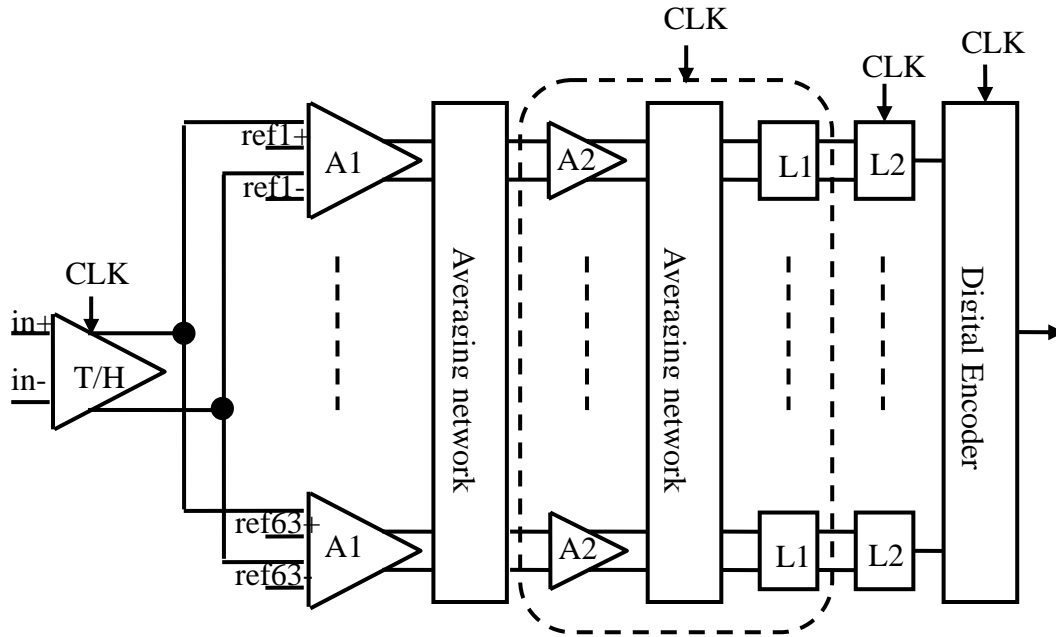 CLK
CLK
CLK
ref1+
A1
ref1-
A2
L1
L2
CLK
in+
in-
T/H
Averaging network
Averaging network
Digital Encoder
ref63+
A1
ref63-
A2
L1
L2